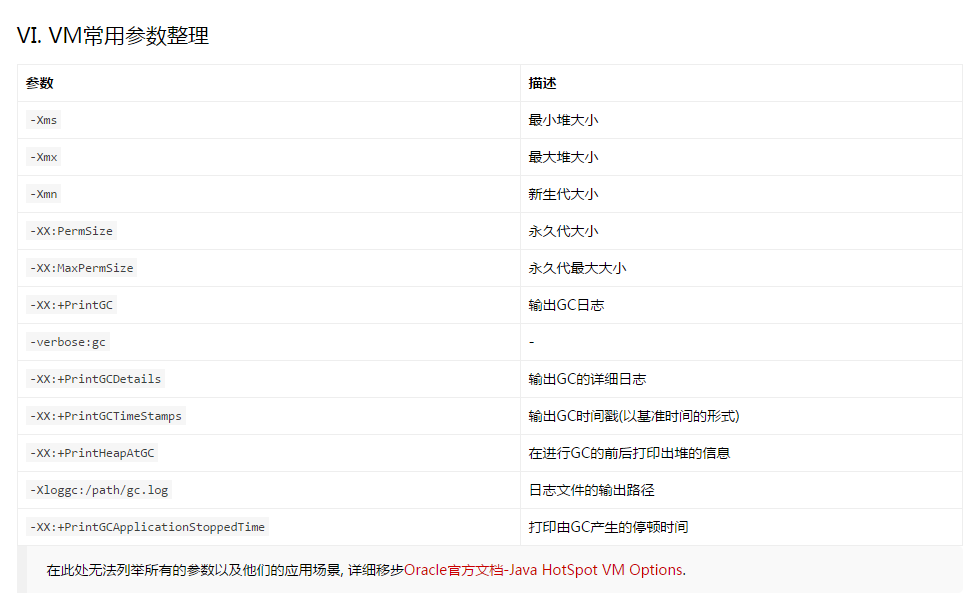 VI. VM常用参数整理
参数 描述
-Xms 最小堆大小
-Xmx 最大堆大小
-Xmn 新生代大小
-XX:PermSize 永久代大小
-XX:MaxPermSize 永久代最大大小
-XX:+PrintGC 输出GC日志
-verbose:gc -
-XX:+PrintGCDetails 输出GC的详细日志
-XX:+PrintGCTimeStamps 输出GC时间戳(以基准时间的形式)
-XX:+PrintHeapAtGC 在进行GC的前后打印出堆的信息
-Xloggc:/path/gc.log 日志文件的输出路径
-XX:+PrintGCApplicationStoppedTime 打印由GC产生的停顿时间
在此处无法列举所有的参数以及他们的应用场景, 详细移步Oracle官方文档-Java HotSpot VM Options.